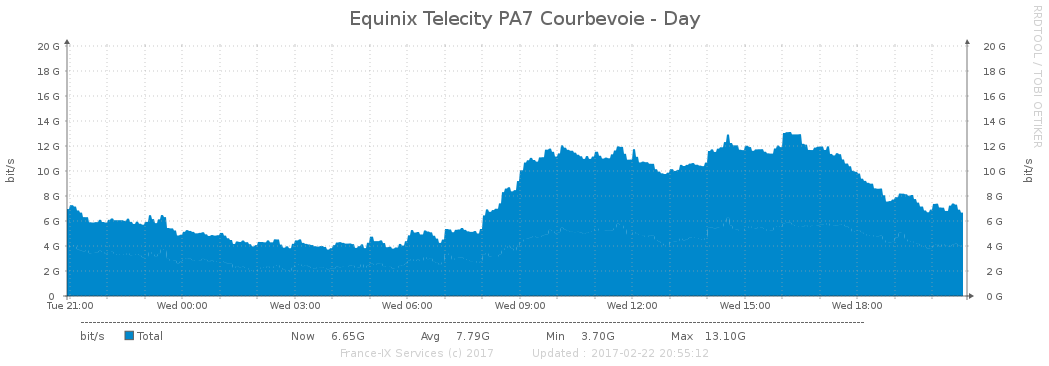 Equinix Telecity PA7 Courbevoie - Day
RRDTOOL / TOBI OETIKER
bit/s
bit/s
20 G 20 G
18 G 18 G
16 G 16 G
14 G 14 G
12 G 12 G
10 G 10 G
8 G 8 G
6 G 6 G
4 G 4 G
2 G 2 G
0 0 G
Tue 21:00 Wed 00:00 Wed 03:00 Wed 06:00 Wed 09:00 Wed 12:00 Wed 15:00 Wed 18:00
bit/s Total Now 6.65G Avg 7.79G Min 3.70G Max 13.10G
France-IX Services (c) 2017 Updated : 2017-02-22 20:55:12